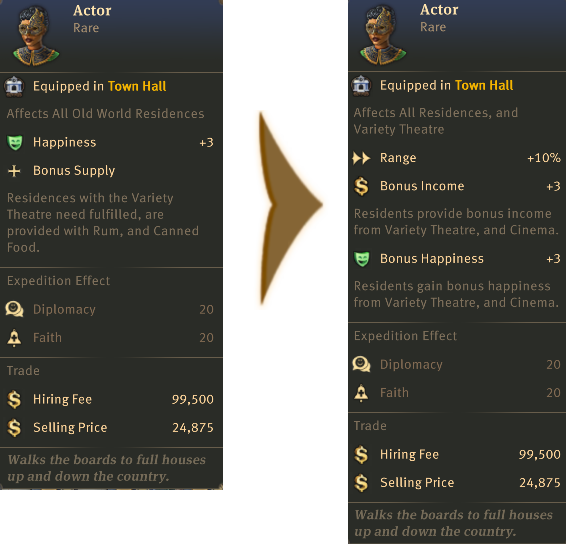 Actor
Rare
Equipped in Town Hall
Affects All Old World Residences
Happiness +3
Bonus Supply
Residences with the Variety
Theatre need fulfilled, are
provided with Rum, and Canned
Food.
Expedition Effect
Diplomacy 20
Faith 20
Trade
Hiring Fee 99,500
Selling Price 24,875
Walks the boards to full houses
up and down the country.
Actor
Rare
Equipped in Town Hall
Affects All Residences, and
Variety Theatre
Range +10%
Bonus Income +3
Residents provide bonus income
from Variety Theatre, and Cinema.
Bonus Happiness +3
Residents gain bonus happiness
from Variety Theatre, and Cinema.
Expedition Effect
Diplomacy 20
Faith 20
Trade
Hiring Fee 99,500
Selling Price 24,875
Walks the boards to full houses
up and down the country.